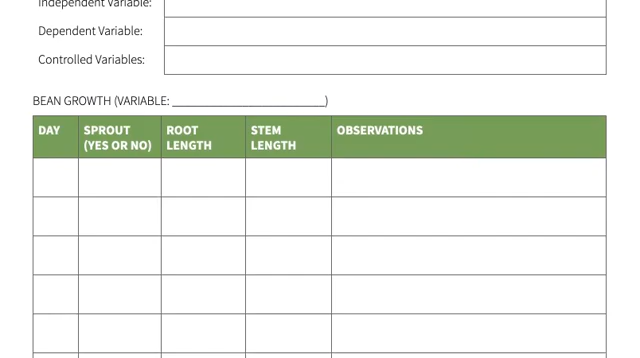 Independent Variable:
Dependent Variable:
Controlled Variables:
BEAN GROWTH (VARIABLE: ________________________)
DAY
SPROUT
(YES OR NO)
ROOT
LENGTH
STEM
LENGTH
OBSERVATIONS